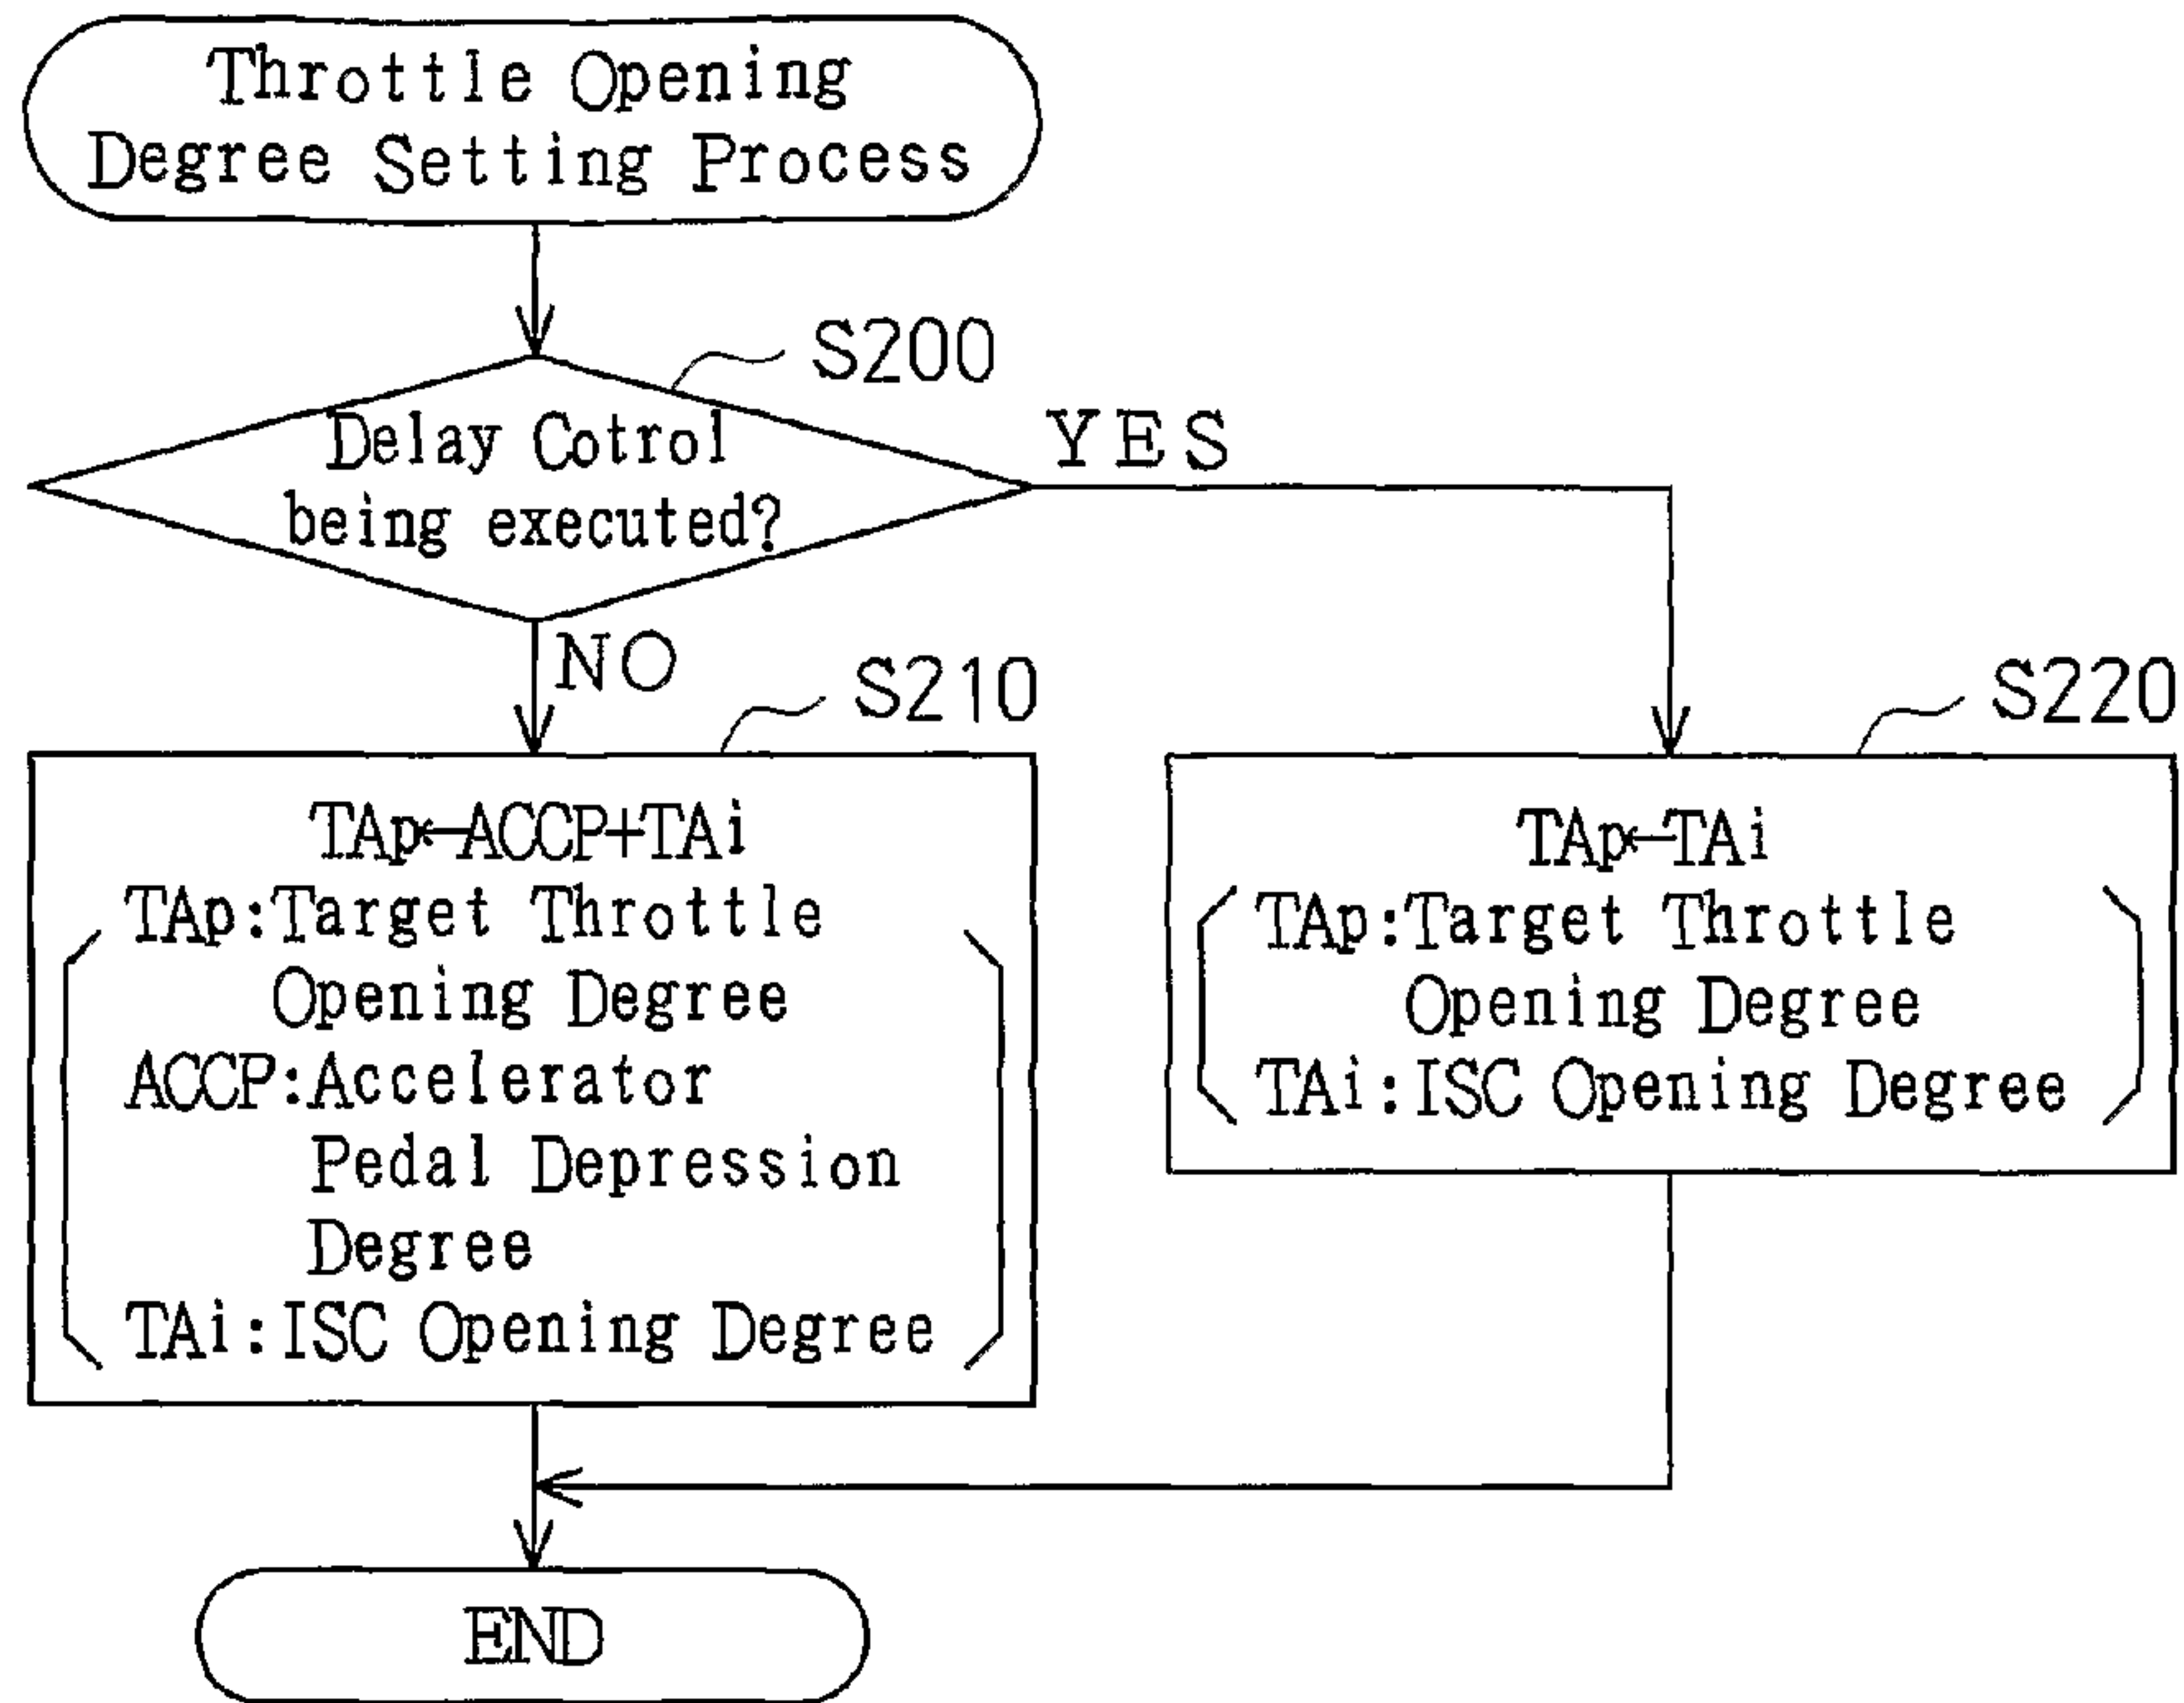 Throttle Opening
Degree Setting Process
S200
Delay Cotrol
being executed?
YES
NO
S210
TAp←ACCP+TAi
TAp:Target Throttle
Opening Degree
ACCP:Accelerator
Pedal Depression
Degree
TAi:ISC Opening Degree
S220
TAp←TAi
TAp:Target Throttle
Opening Degree
TAi:ISC Opening Degree
END